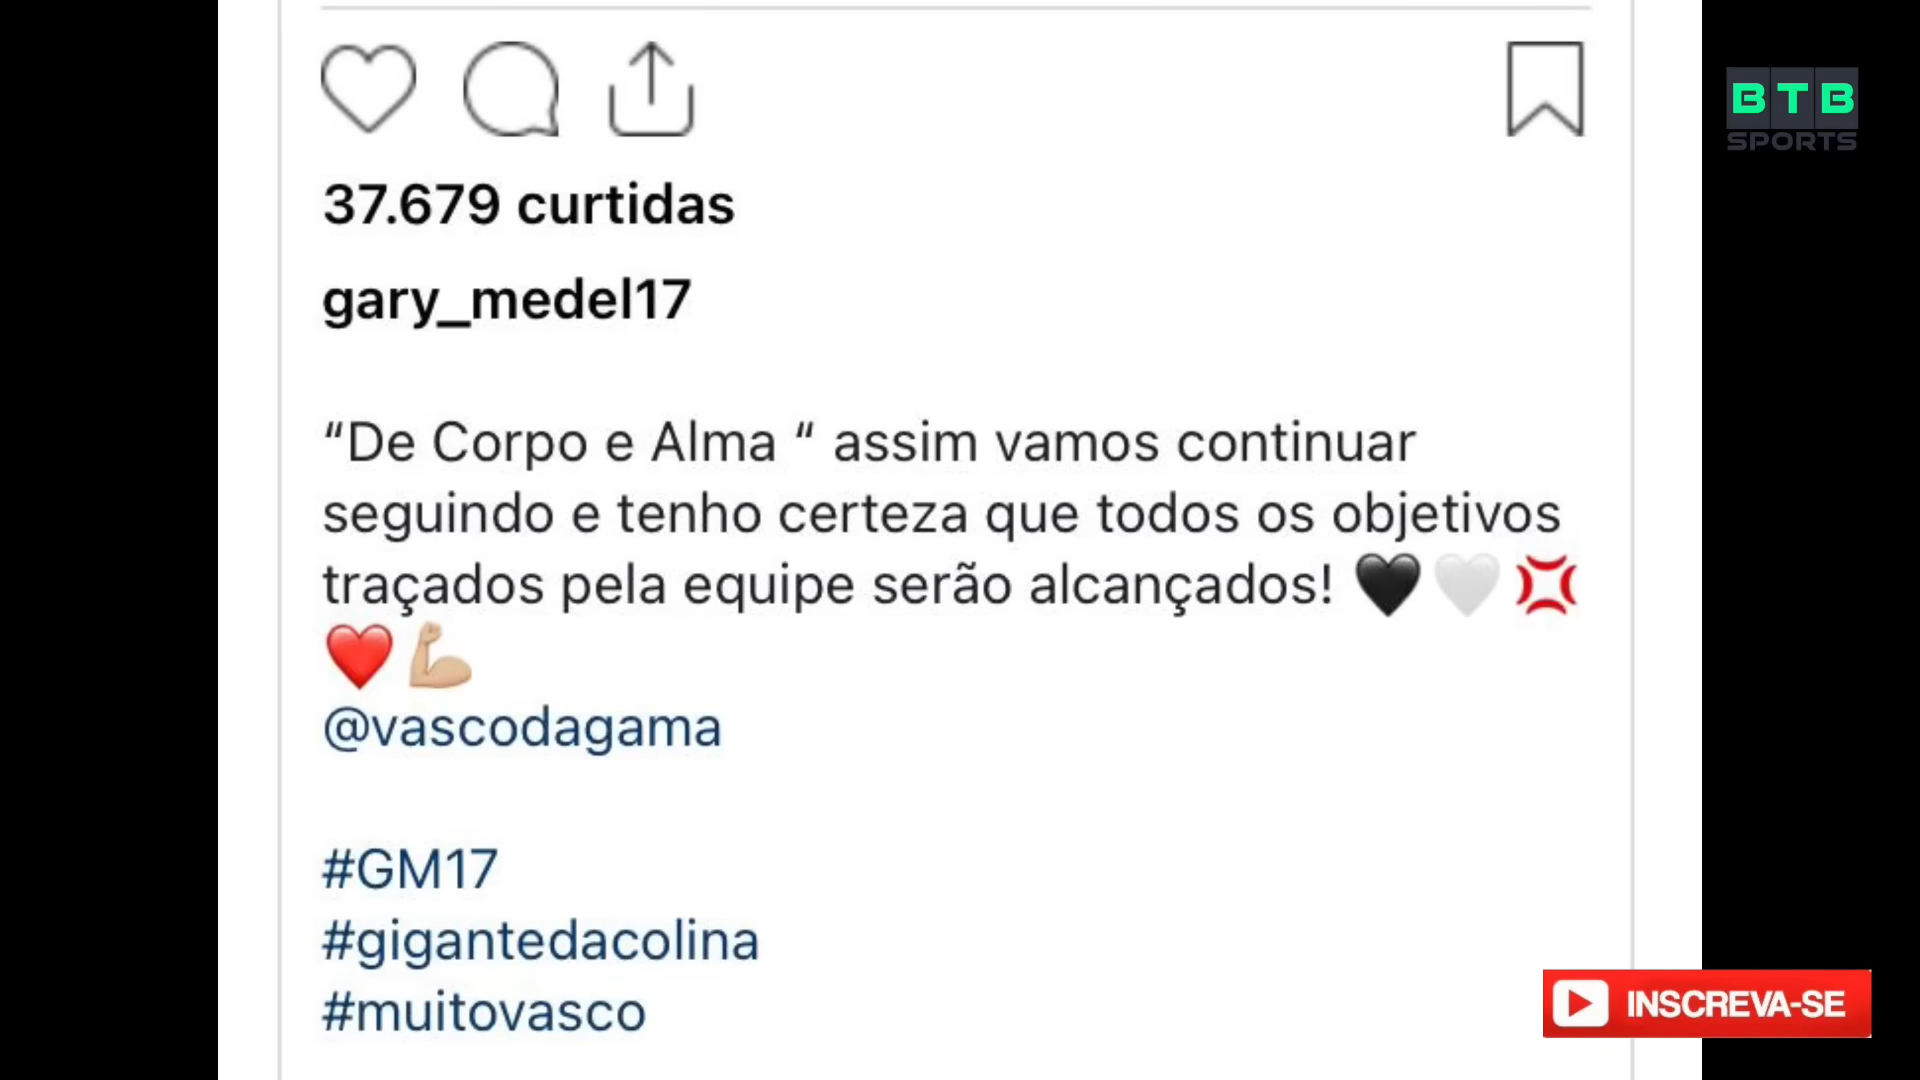 BTB
SPORTS
37.679 curtidas
gary_medel17
“De Corpo e Alma “ assim vamos continuar
seguindo e tenho certeza que todos os objetivos
traçados pela equipe serão alcançados! 🖤🤍💢
❤️💪🏼
@vascodagama
#GM17
#gigantedacolina
#muitovasco
INSCREVA-SE